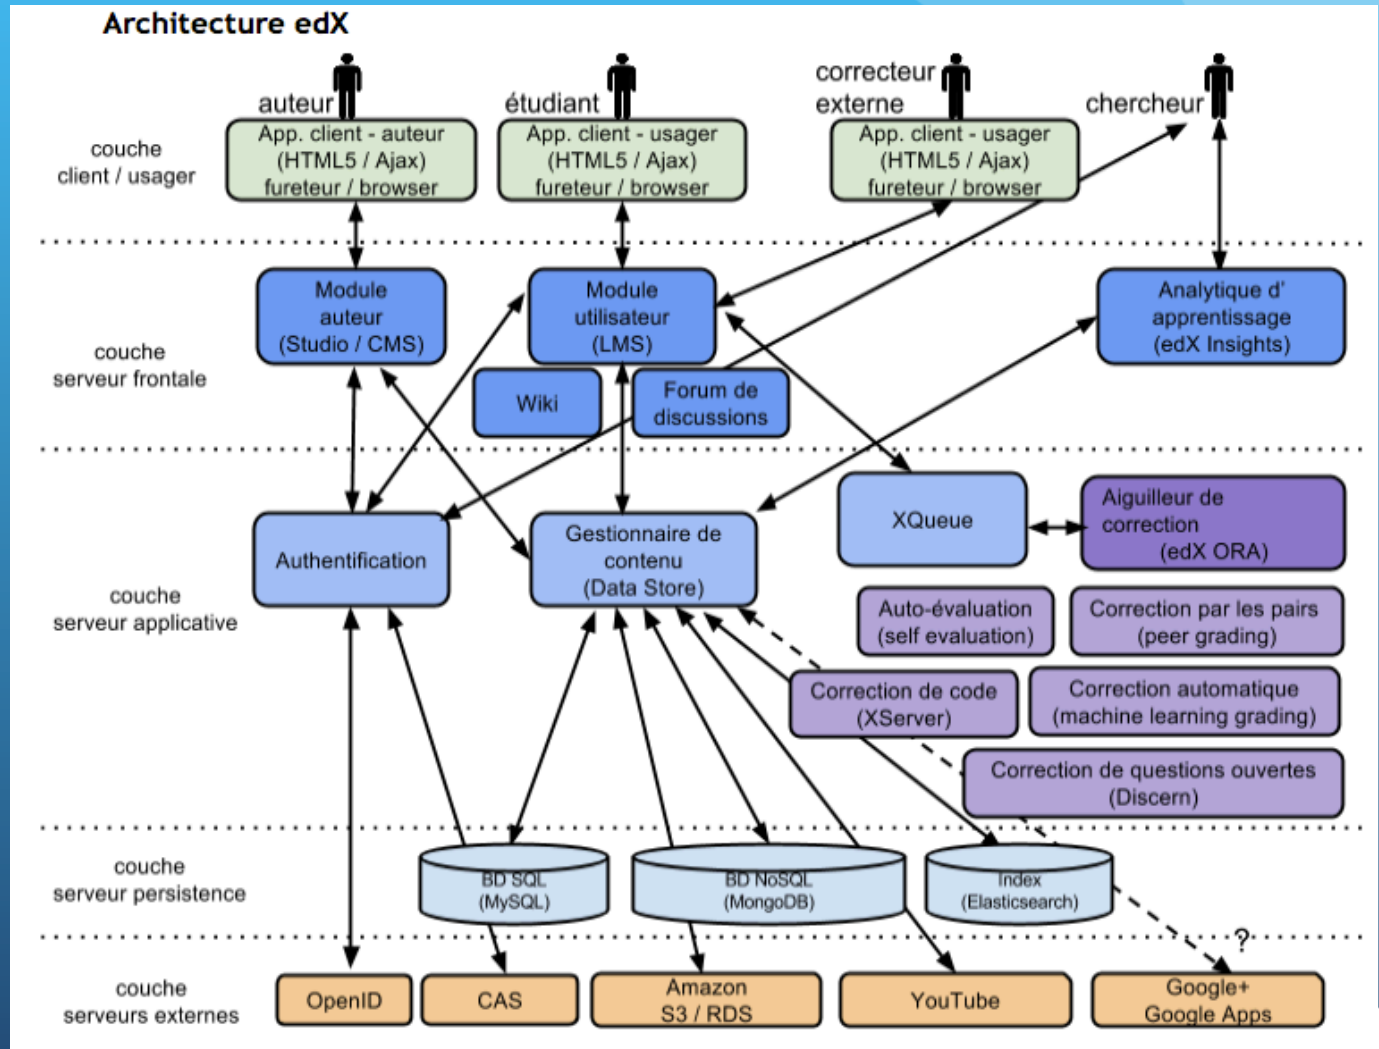 Architecture edX
auteur
étudiant
correcteur
externe
chercheur
couche
client / usager
App. client - auteur
(HTML5 / Ajax)
fureteur / browser
App. client - usager
(HTML5 / Ajax)
fureteur / browser
App. client - usager
(HTML5 / Ajax)
fureteur / browser
couche
serveur frontale
Module
auteur
(Studio / CMS)
Module
utilisateur
(LMS)
Analytique d'
apprentissage
(edX Insights)
Wiki
Forum de
discussions
couche
serveur applicative
Authentification
Gestionnaire de
contenu
(Data Store)
XQueue
Aiguilleur de
correction
(edX ORA)
Auto-évaluation
(self evaluation)
Correction par les pairs
(peer grading)
Correction de code
(XServer)
Correction automatique
(machine learning grading)
Correction de questions ouvertes
(Discern)
couche
serveur persistence
BD SQL
(MySQL)
BD NoSQL
(MongoDB)
Index
(Elasticsearch)
?
couche
serveurs externes
OpenID
CAS
Amazon
S3 / RDS
YouTube
Google+
Google Apps